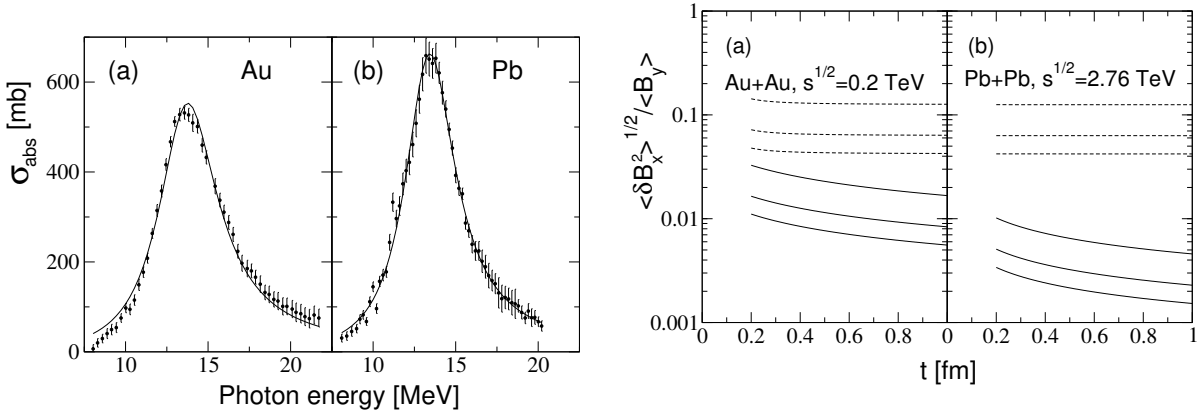 (a) Au
(b) Pb
600
400
200
0
σabs [mb]
10 15 20
10 15 20
Photon energy [MeV]
(a)
Au+Au, s^1/2=0.2 TeV
(b)
Pb+Pb, s^1/2=2.76 TeV
1
0.1
0.01
0.001
<δB_x^2>^1/2/<B_y>
0 0.2 0.4 0.6 0.8 0 0.2 0.4 0.6 0.8 1
t [fm]